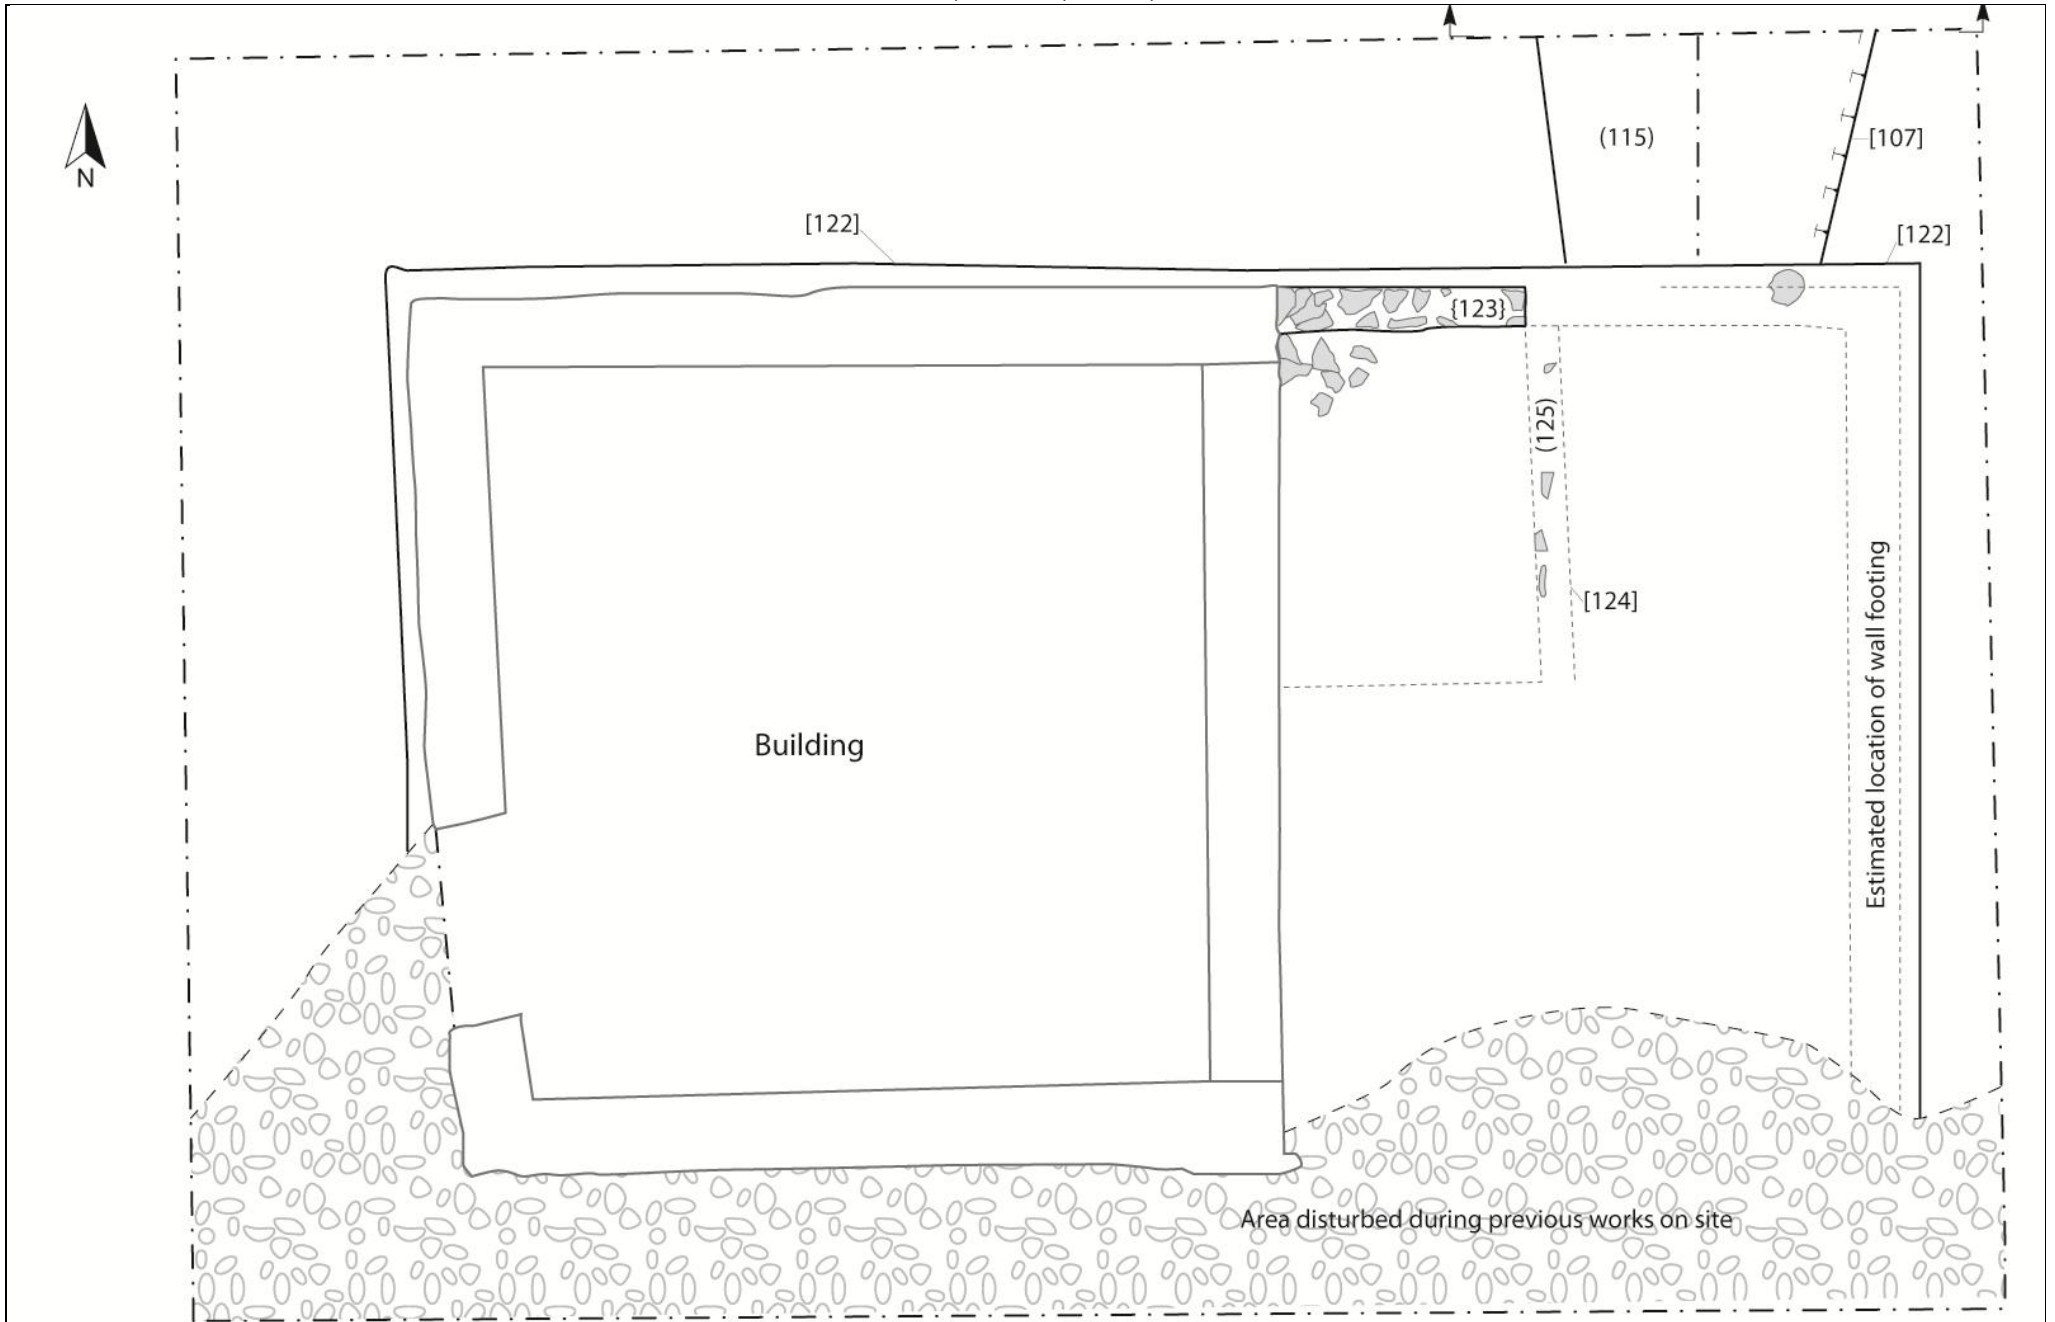 (115)
[107]
N
[122]
[122]
{123}
(125)
[124]
Estimated location of wall footing
Building
Area disturbed during previous works on site